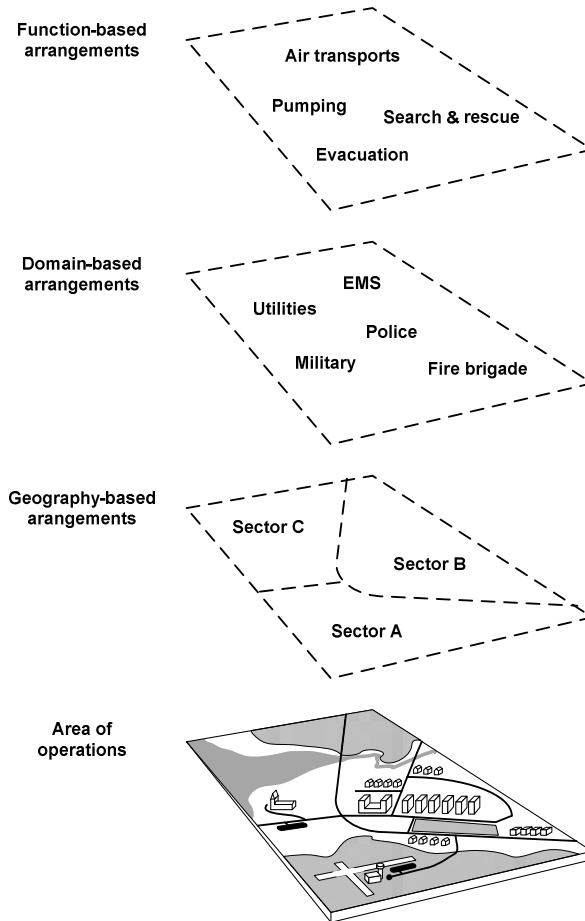 Function-based
arrangements
Air transports
Pumping
Search & rescue
Evacuation
Domain-based
arrangements
EMS
Utilities
Police
Military
Fire brigade
Geography-based
arangements
Sector C
Sector B
Sector A
Area of
operations